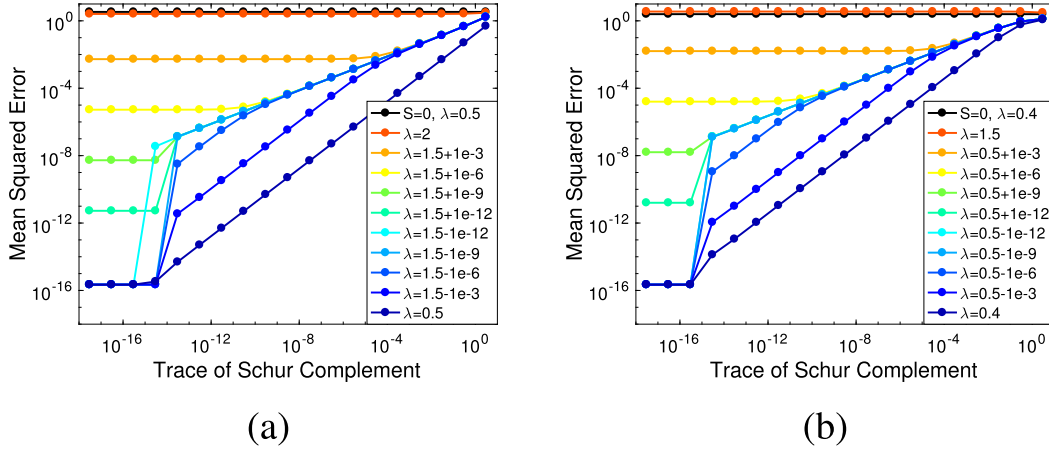 10^0
10^-4
10^-8
10^-12
10^-16
Mean Squared Error
S=0, λ=0.5
λ=2
λ=1.5+1e-3
λ=1.5+1e-6
λ=1.5+1e-9
λ=1.5+1e-12
λ=1.5-1e-12
λ=1.5-1e-9
λ=1.5-1e-6
λ=1.5-1e-3
λ=0.5
10^-16 10^-12 10^-8 10^-4 10^0
Trace of Schur Complement
(a)
10^0
10^-4
10^-8
10^-12
10^-16
Mean Squared Error
S=0, λ=0.4
λ=1.5
λ=0.5+1e-3
λ=0.5+1e-6
λ=0.5+1e-9
λ=0.5+1e-12
λ=0.5-1e-12
λ=0.5-1e-9
λ=0.5-1e-6
λ=0.5-1e-3
λ=0.4
10^-16 10^-12 10^-8 10^-4 10^0
Trace of Schur Complement
(b)